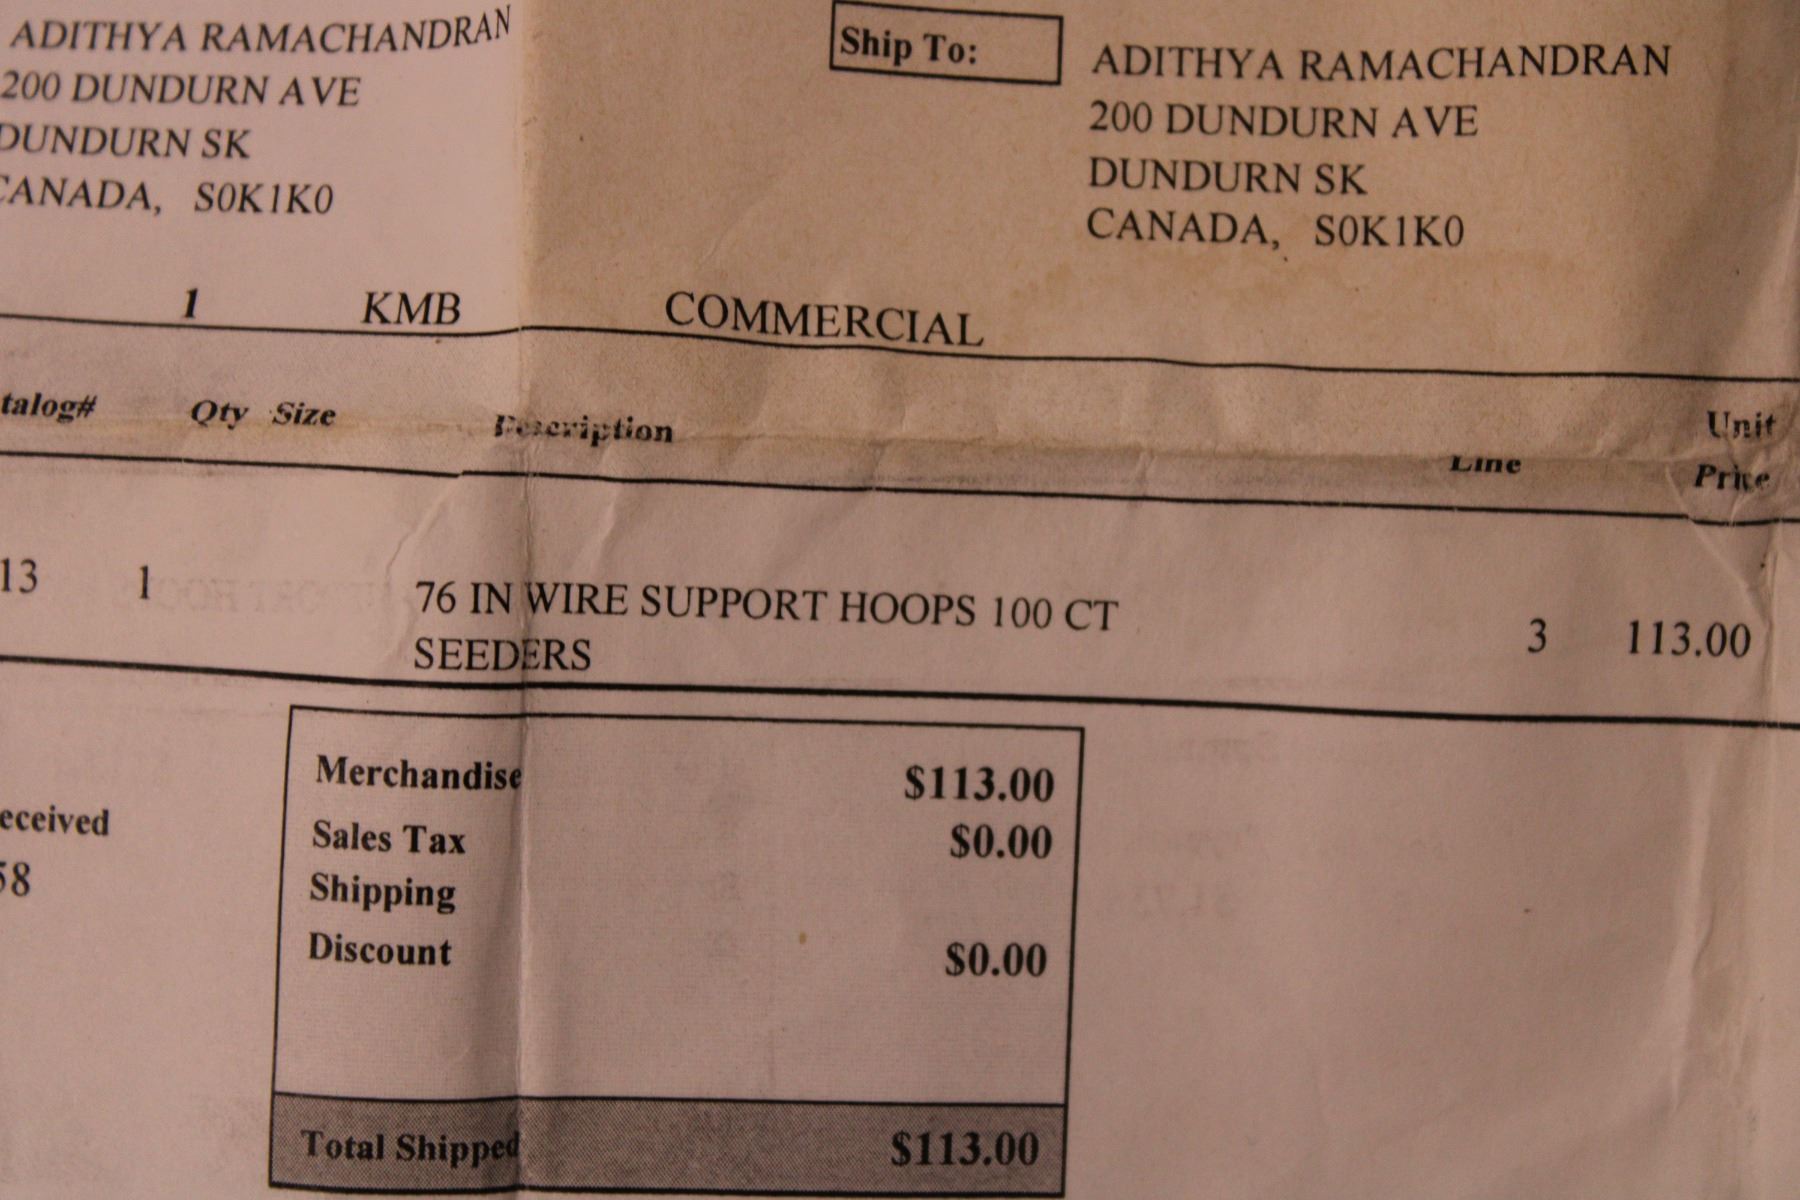 ADITHYA RAMACHANDRAN
200 DUNDURN AVE
DUNDURN SK
CANADA, S0K1K0
Ship To:
ADITHYA RAMACHANDRAN
200 DUNDURN AVE
DUNDURN SK
CANADA, S0K1K0
1 KMB COMMERCIAL
talog# Qty Size Description Line Unit Price
13 1 76 IN WIRE SUPPORT HOOPS 100 CT 3 113.00
SEEDERS
Merchandise $113.00
Sales Tax $0.00
Shipping
Discount $0.00
Total Shipped $113.00
eceived
58